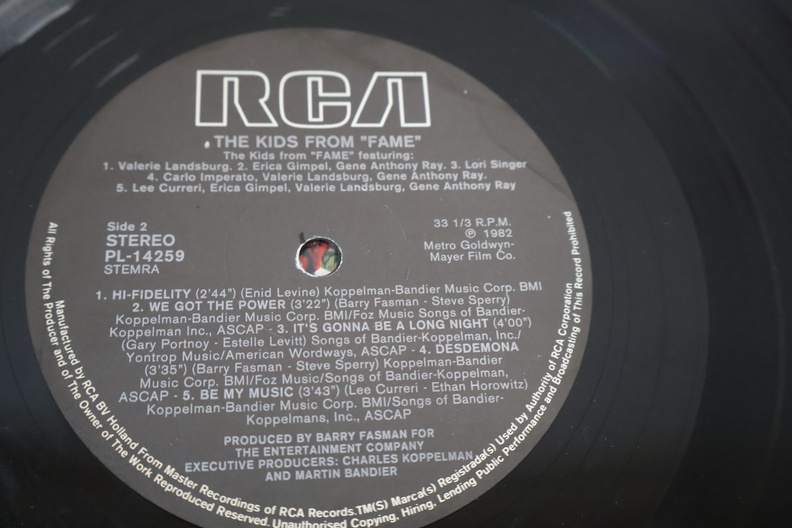 RCA
THE KIDS FROM "FAME"
The Kids from "FAME" featuring:
1. Valerie Landsburg. 2. Erica Gimpel, Gene Anthony Ray. 3. Lori Singer
4. Carlo Imperato, Valerie Landsburg, Gene Anthony Ray.
5. Lee Curreri, Erica Gimpel, Valerie Landsburg, Gene Anthony Ray
Side 2
STEREO
PL-14259
STEMRA
33 1/3 R.P.M.
℗ 1982
Metro Goldwyn-
Mayer Film Co.
1. HI-FIDELITY (2'44") (Enid Levine) Koppelman-Bandier Music Corp. BMI
2. WE GOT THE POWER (3'22") (Barry Fasman - Steve Sperry)
Koppelman-Bandier Music Corp. BMI/Foz Music/Songs of Bandier-
Koppelman Inc., ASCAP - 3. IT'S GONNA BE A LONG NIGHT (4'00")
(Gary Portnoy - Estelle Levitt) Songs of Bandier-Koppelman, Inc./
Yontrop Music/American Wordways, ASCAP - 4. DESDEMONA
(3'35") (Barry Fasman - Steve Sperry) Koppelman-Bandier
Music Corp. BMI/Foz Music/Songs of Bandier-Koppelman,
ASCAP - 5. BE MY MUSIC (3'43") (Lee Curreri - Ethan Horowitz)
Koppelman-Bandier Music Corp. BMI/Songs of Bandier-
Koppelmans, Inc., ASCAP
PRODUCED BY BARRY FASMAN FOR
THE ENTERTAINMENT COMPANY
EXECUTIVE PRODUCERS: CHARLES KOPPELMAN
AND MARTIN BANDIER
Manufactured by RCA BV Holland From Master Recordings of RCA Records.TM(S) Marca(s) Registrada(s) Used by Authority of RCA Corporation
All Rights of The Producer and of The Owner of The Work Reproduced Reserved. Unauthorised Copying, Hiring, Lending Public Performance and Broadcasting of This Record Prohibited